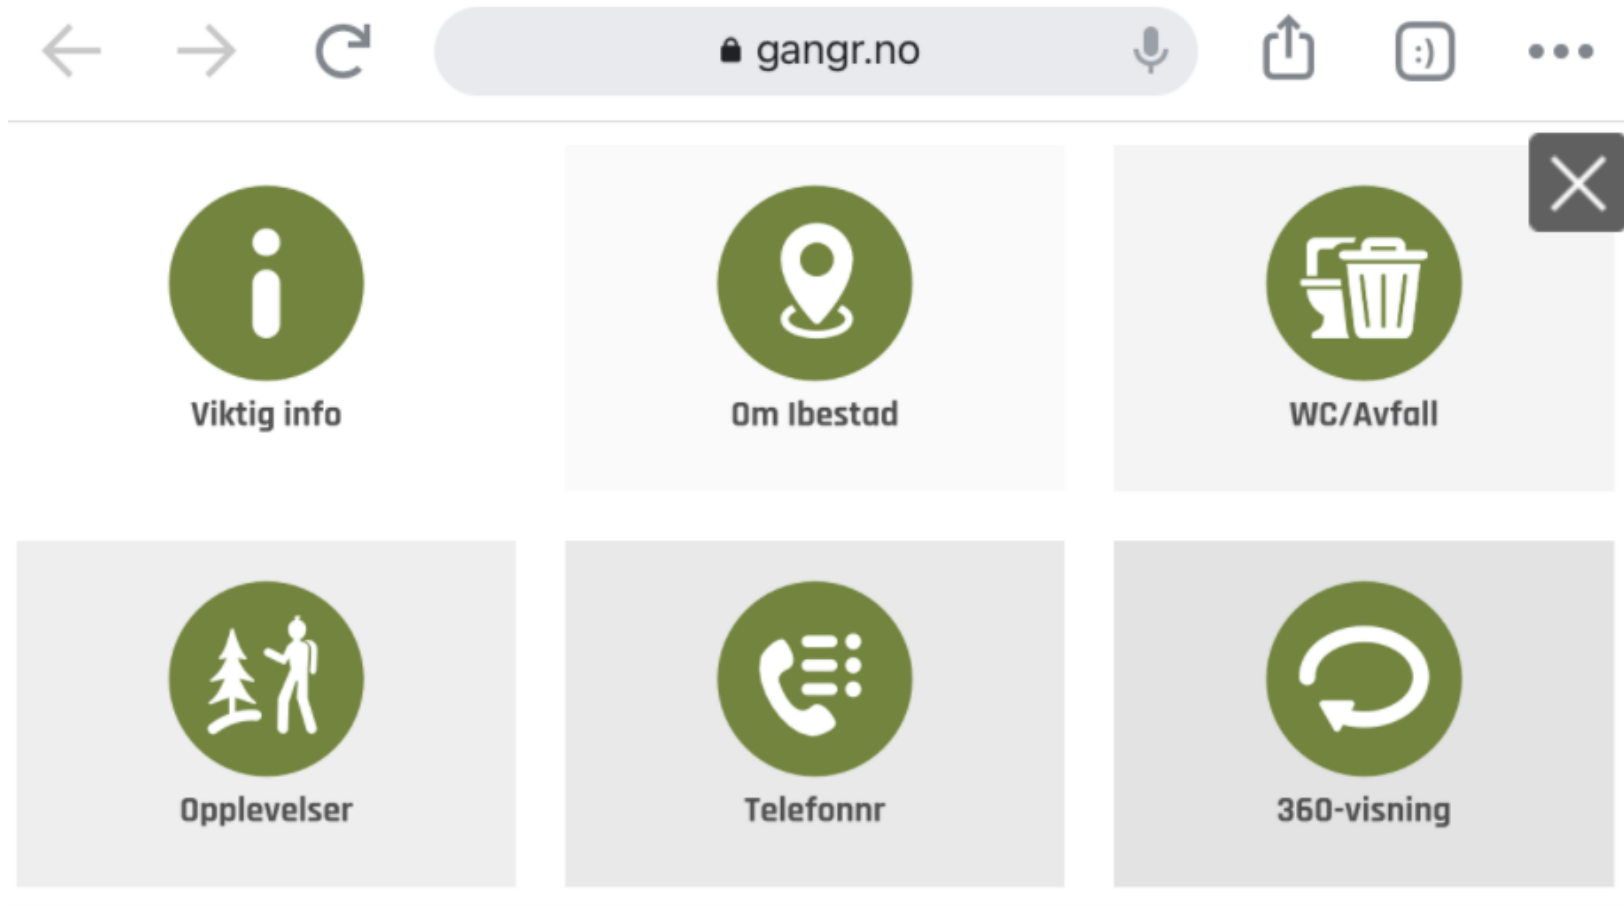 gangr.no
:)
Viktig info
Om Ibestad
WC/Avfall
Opplevelser
Telefonnr
360-visning